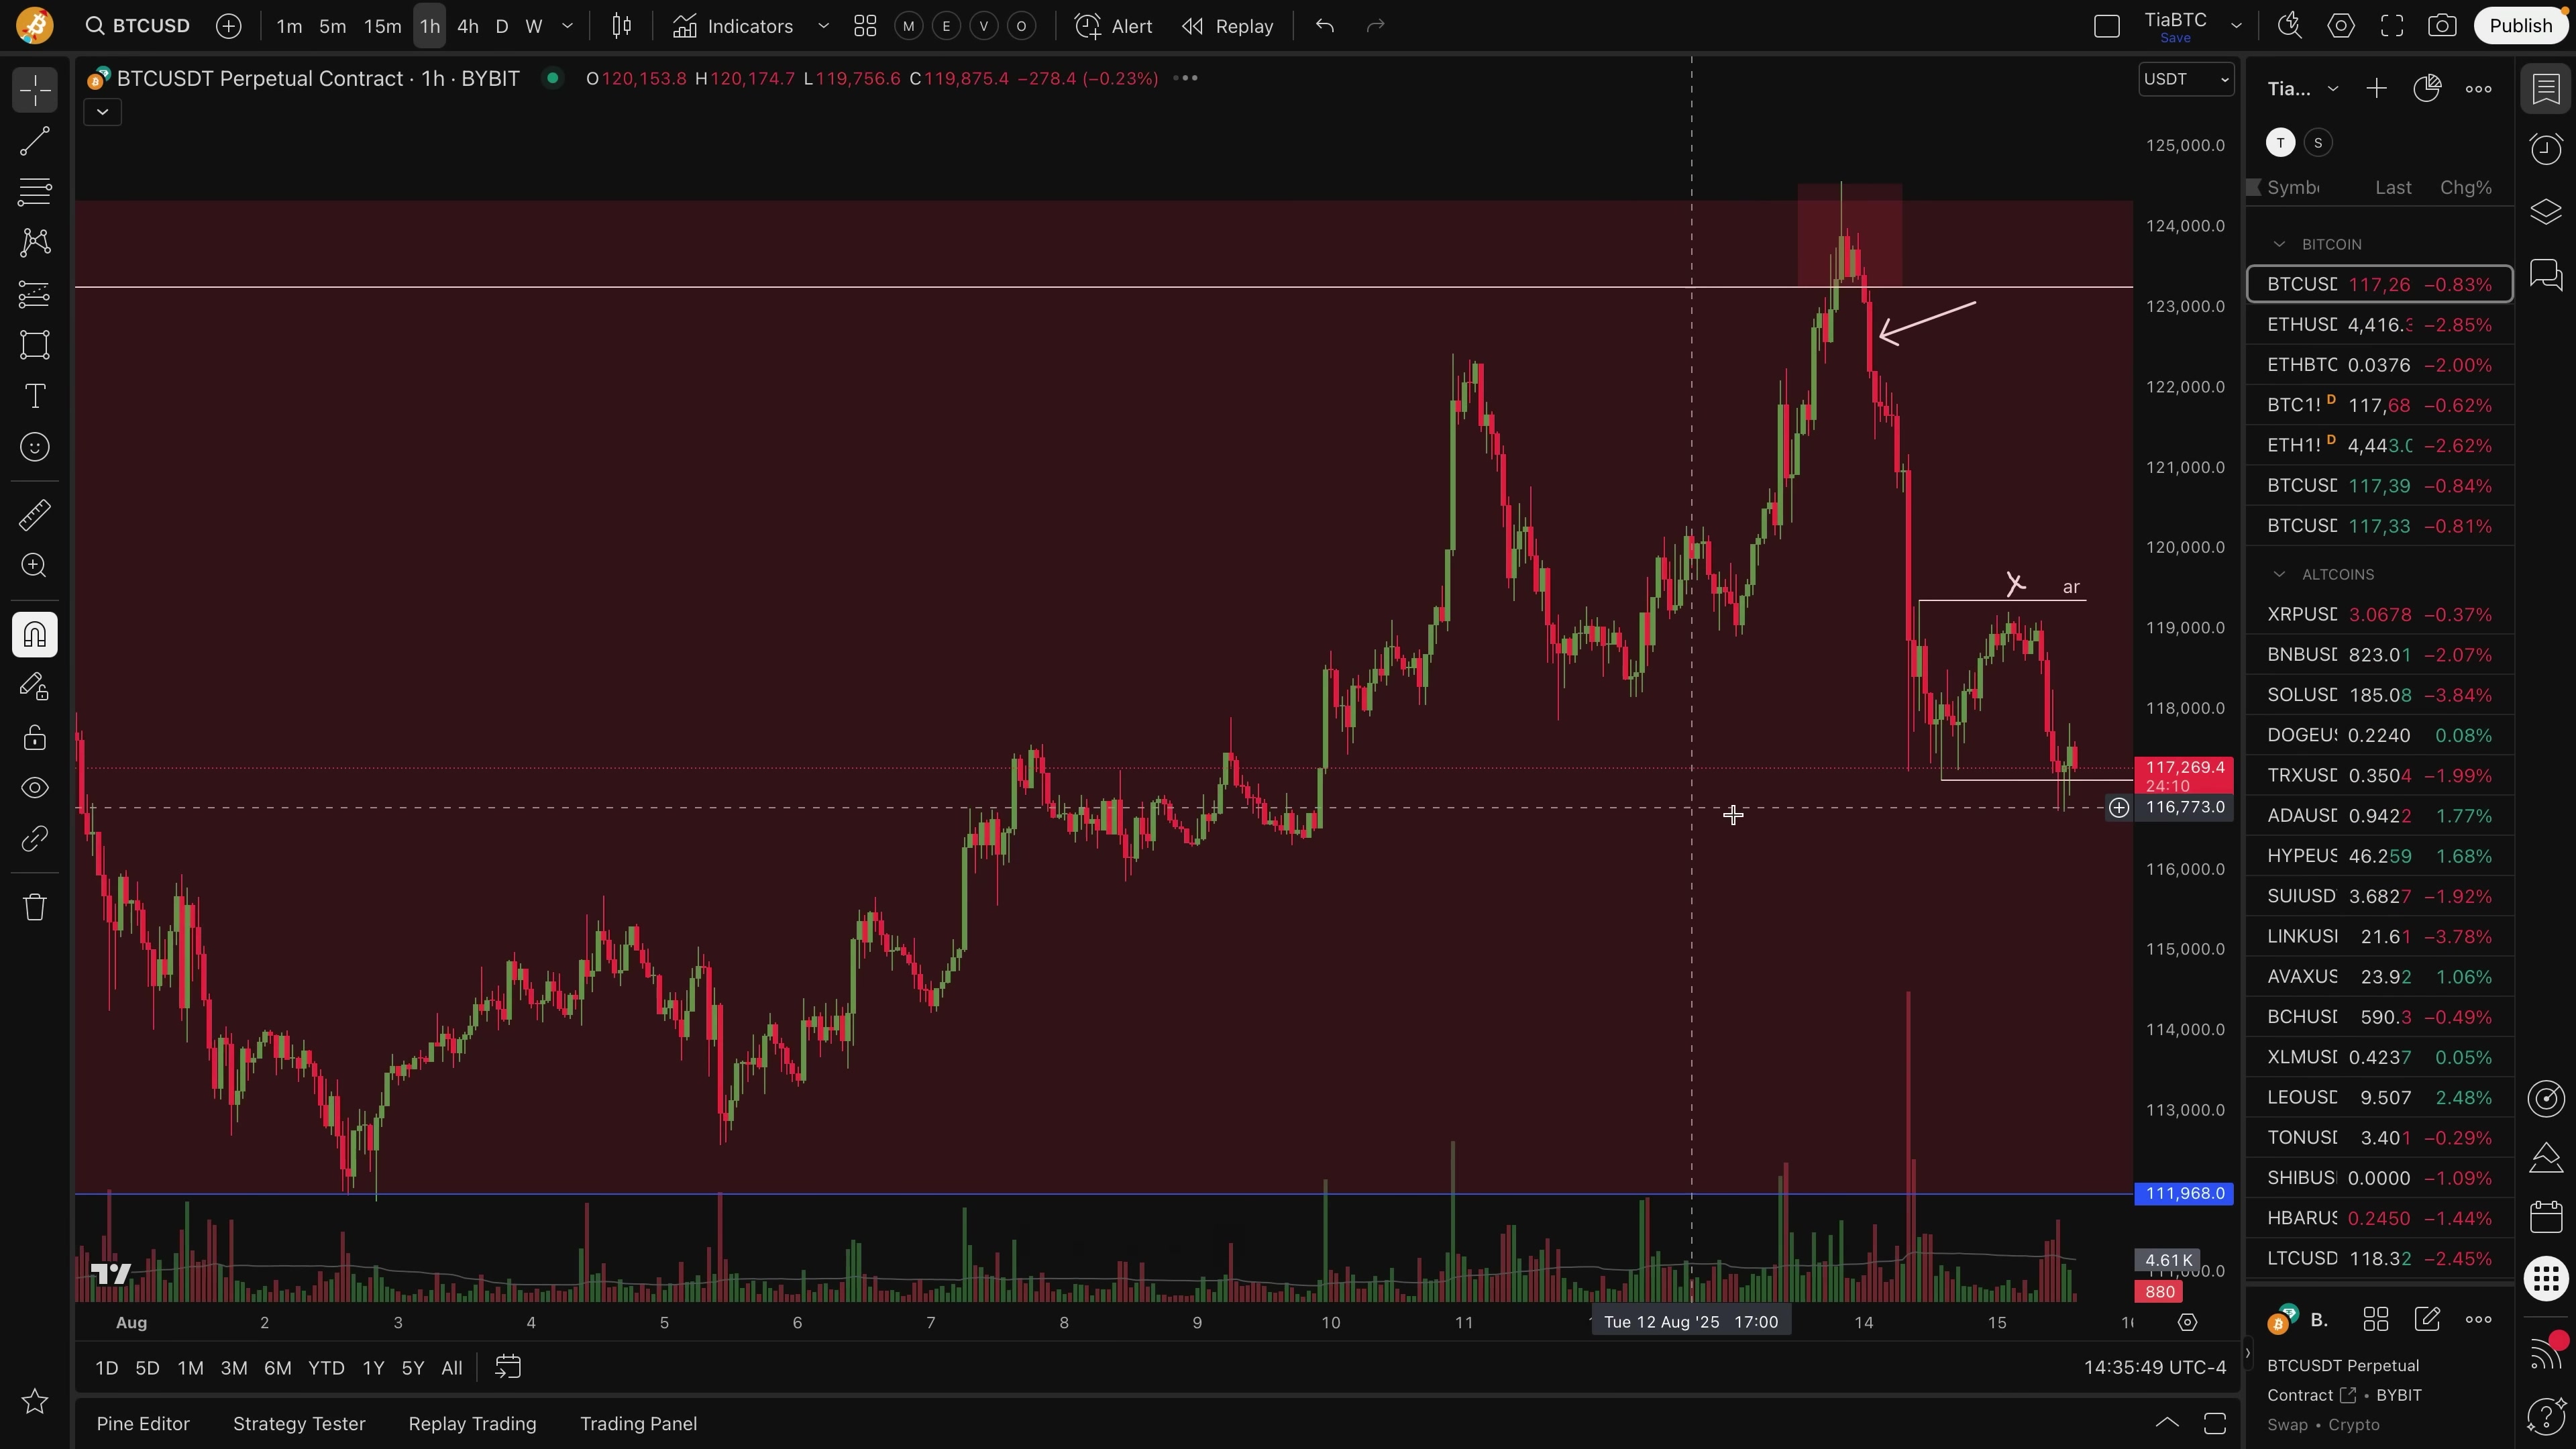 BTCUSD 1m 5m 15m 1h 4h D W Indicators M E V O Alert Replay TiaBTC Save Publish
BTCUSDT Perpetual Contract · 1h · BYBIT O120,153.8 H120,174.7 L119,756.6 C119,875.4 −278.4 (−0.23%) USDT
Tia...
T S
Symb Last Chg%
BITCOIN
BTCUSD 117,26 −0.83%
ETHUSD 4,416.3 −2.85%
ETHBTC 0.0376 −2.00%
BTC1! D 117,68 −0.62%
ETH1! D 4,443.0 −2.62%
BTCUSD 117,39 −0.84%
BTCUSD 117,33 −0.81%
ALTCOINS
XRPUSD 3.0678 −0.37%
BNBUSD 823.01 −2.07%
SOLUSD 185.08 −3.84%
DOGEUS 0.2240 0.08%
TRXUSD 0.3504 −1.99%
ADAUSD 0.9422 1.77%
HYPEUS 46.259 1.68%
SUIUSD 3.6827 −1.92%
LINKUSI 21.61 −3.78%
AVAXUS 23.92 1.06%
BCHUSD 590.3 −0.49%
XLMUSD 0.4237 0.05%
LEOUSD 9.507 2.48%
TONUSD 3.401 −0.29%
SHIBUS 0.0000 −1.09%
HBARUS 0.2450 −1.44%
LTCUSD 118.32 −2.45%
125,000.0
124,000.0
123,000.0
122,000.0
121,000.0
120,000.0
x ar
119,000.0
118,000.0
117,269.4
24:10
116,773.0
116,000.0
115,000.0
114,000.0
113,000.0
111,968.0
4.61K
880
Aug 2 3 4 5 6 7 8 9 10 11 Tue 12 Aug '25 17:00 14 15
1D 5D 1M 3M 6M YTD 1Y 5Y All 14:35:49 UTC-4
Pine Editor Strategy Tester Replay Trading Trading Panel
B.
BTCUSDT Perpetual
Contract • BYBIT
Swap • Crypto